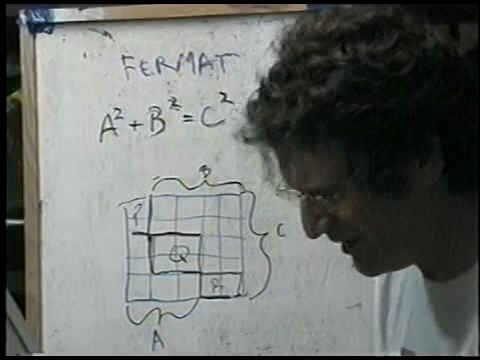 FERMAT
A² + B² = C²
B
P
C
Q
A